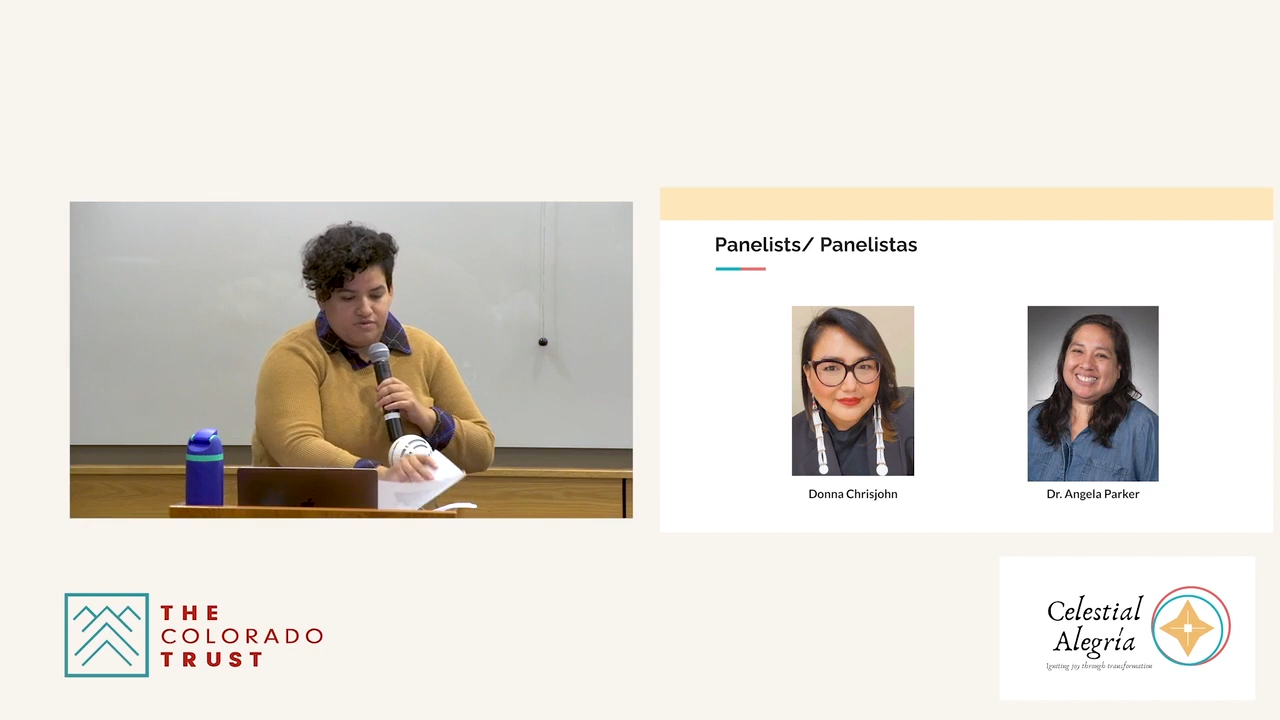 Panelists/ Panelistas
Donna Chrisjohn
Dr. Angela Parker
THE
COLORADO
TRUST
Celestial
Alegría
Igniting joy through transformation